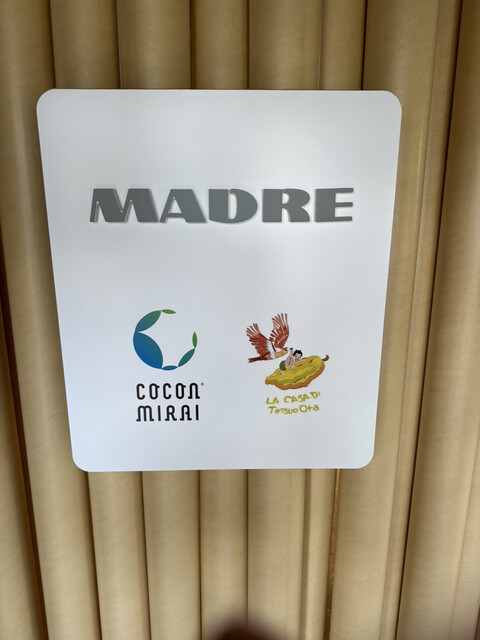 MADRE
COCON
MIRAI
LA CASA Di
Tetsuo Ota